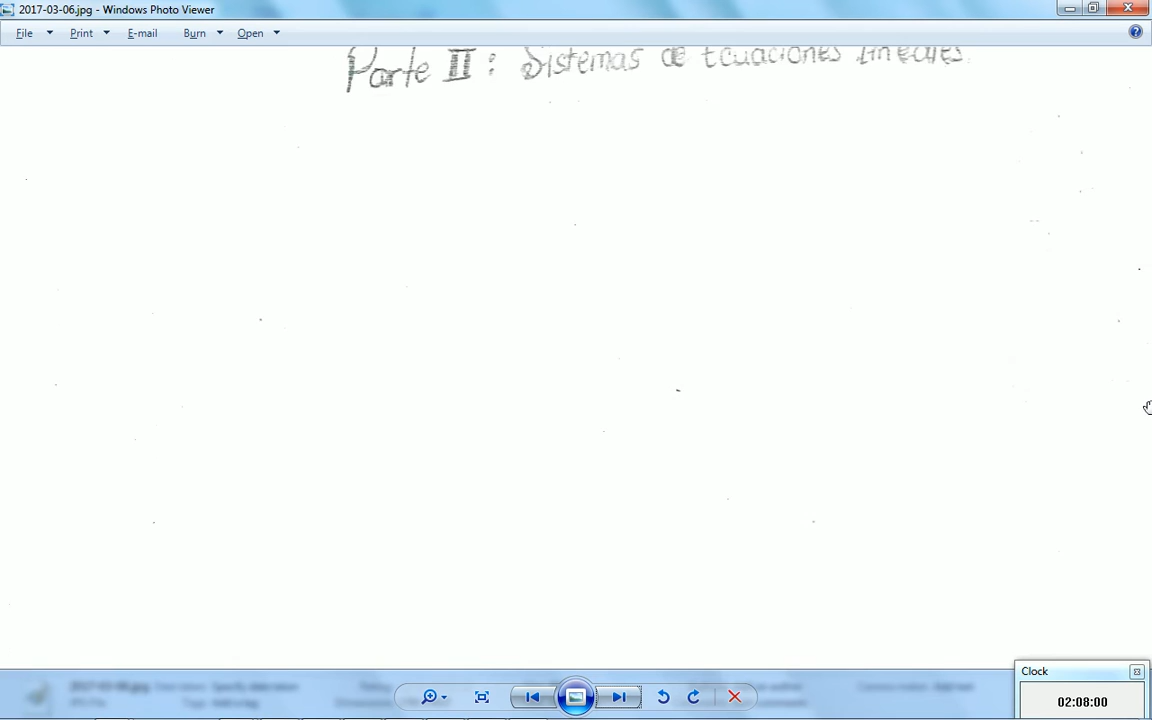 2017-03-06.jpg - Windows Photo Viewer
File Print E-mail Burn Open
Parte II : Sistemas de Ecuaciones Lineales.
Clock
02:08:00